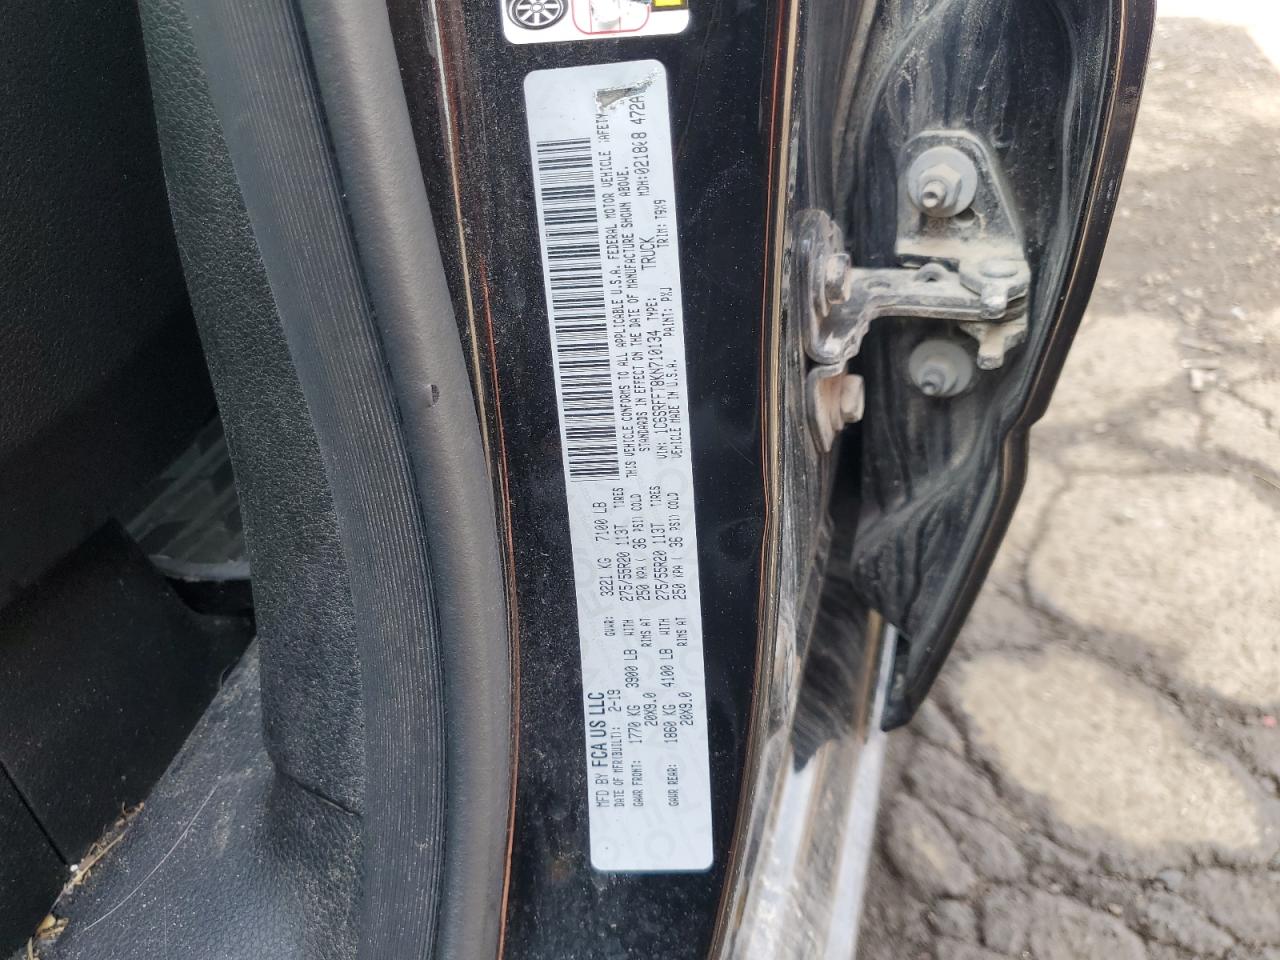 MFD BY FCA US LLC
DATE OF MFR(BUILT): 2-19 GVWR: 3221 KG 7100 LB
GAWR FRONT: 1770 KG 3900 LB WITH 275/55R20 113T TIRES
20X9.0 RIMS AT 250 KPA ( 36 PSI) COLD
GAWR REAR: 1860 KG 4100 LB WITH 275/55R20 113T TIRES
20X9.0 RIMS AT 250 KPA ( 36 PSI) COLD
THIS VEHICLE CONFORMS TO ALL APPLICABLE U.S.A. FEDERAL MOTOR VEHICLE SAFETY
STANDARDS IN EFFECT ON THE DATE OF MANUFACTURE SHOWN ABOVE.
VIN: 1C6SRFFT8KN710134 TYPE: TRUCK MDH: 472A
VEHICLE MADE IN U.S.A. PAINT: PXJ TRIM: T9X9